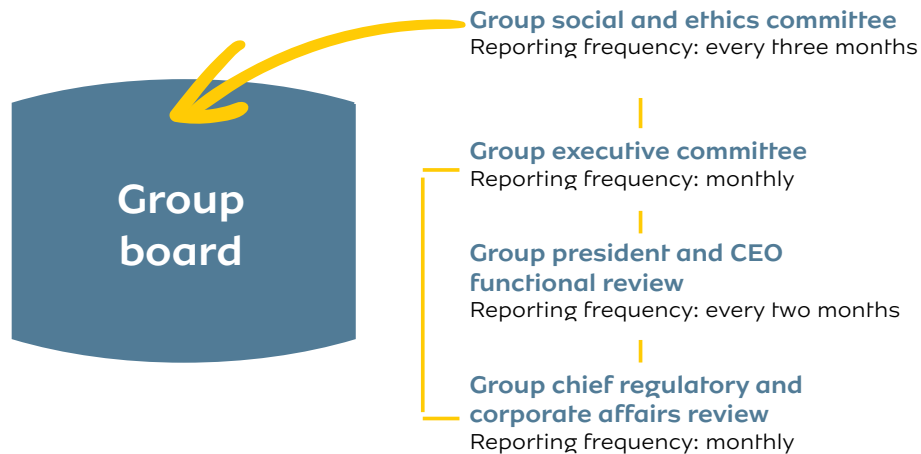 Group social and ethics committee
Reporting frequency: every three months
Group
board
Group executive committee
Reporting frequency: monthly
Group president and CEO
functional review
Reporting frequency: every two months
Group chief regulatory and
corporate affairs review
Reporting frequency: monthly